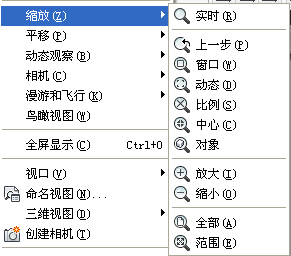 缩放(Z)
平移(P)
动态观察(B)
相机(C)
漫游和飞行(K)
鸟瞰视图(W)
全屏显示(C) Ctrl+0
视口(V)
命名视图(N)...
三维视图(D)
创建相机(T)
实时(R)
上一步(P)
窗口(W)
动态(D)
比例(S)
中心(C)
对象
放大(I)
缩小(O)
全部(A)
范围(E)